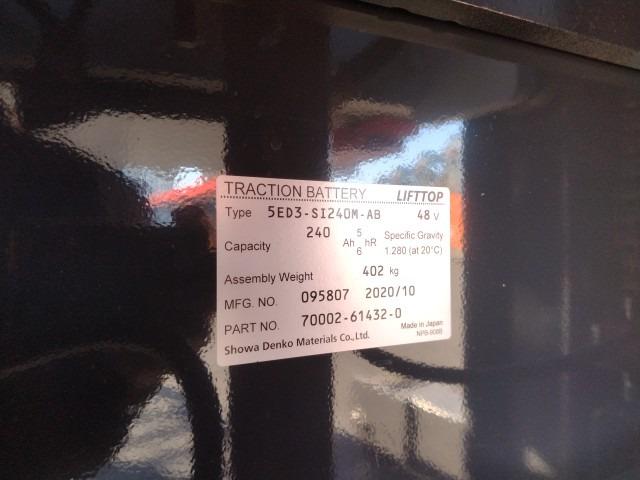 TRACTION BATTERY LIFTTOP
Type 5ED3-SI240M-AB 48 V
Capacity 240 Ah 5 6 hR Specific Gravity 1.280 (at 20°C)
Assembly Weight 402 kg
MFG. NO. 095807 2020/10
PART NO. 70002-61432-0
Made in Japan
Showa Denko Materials Co., Ltd.